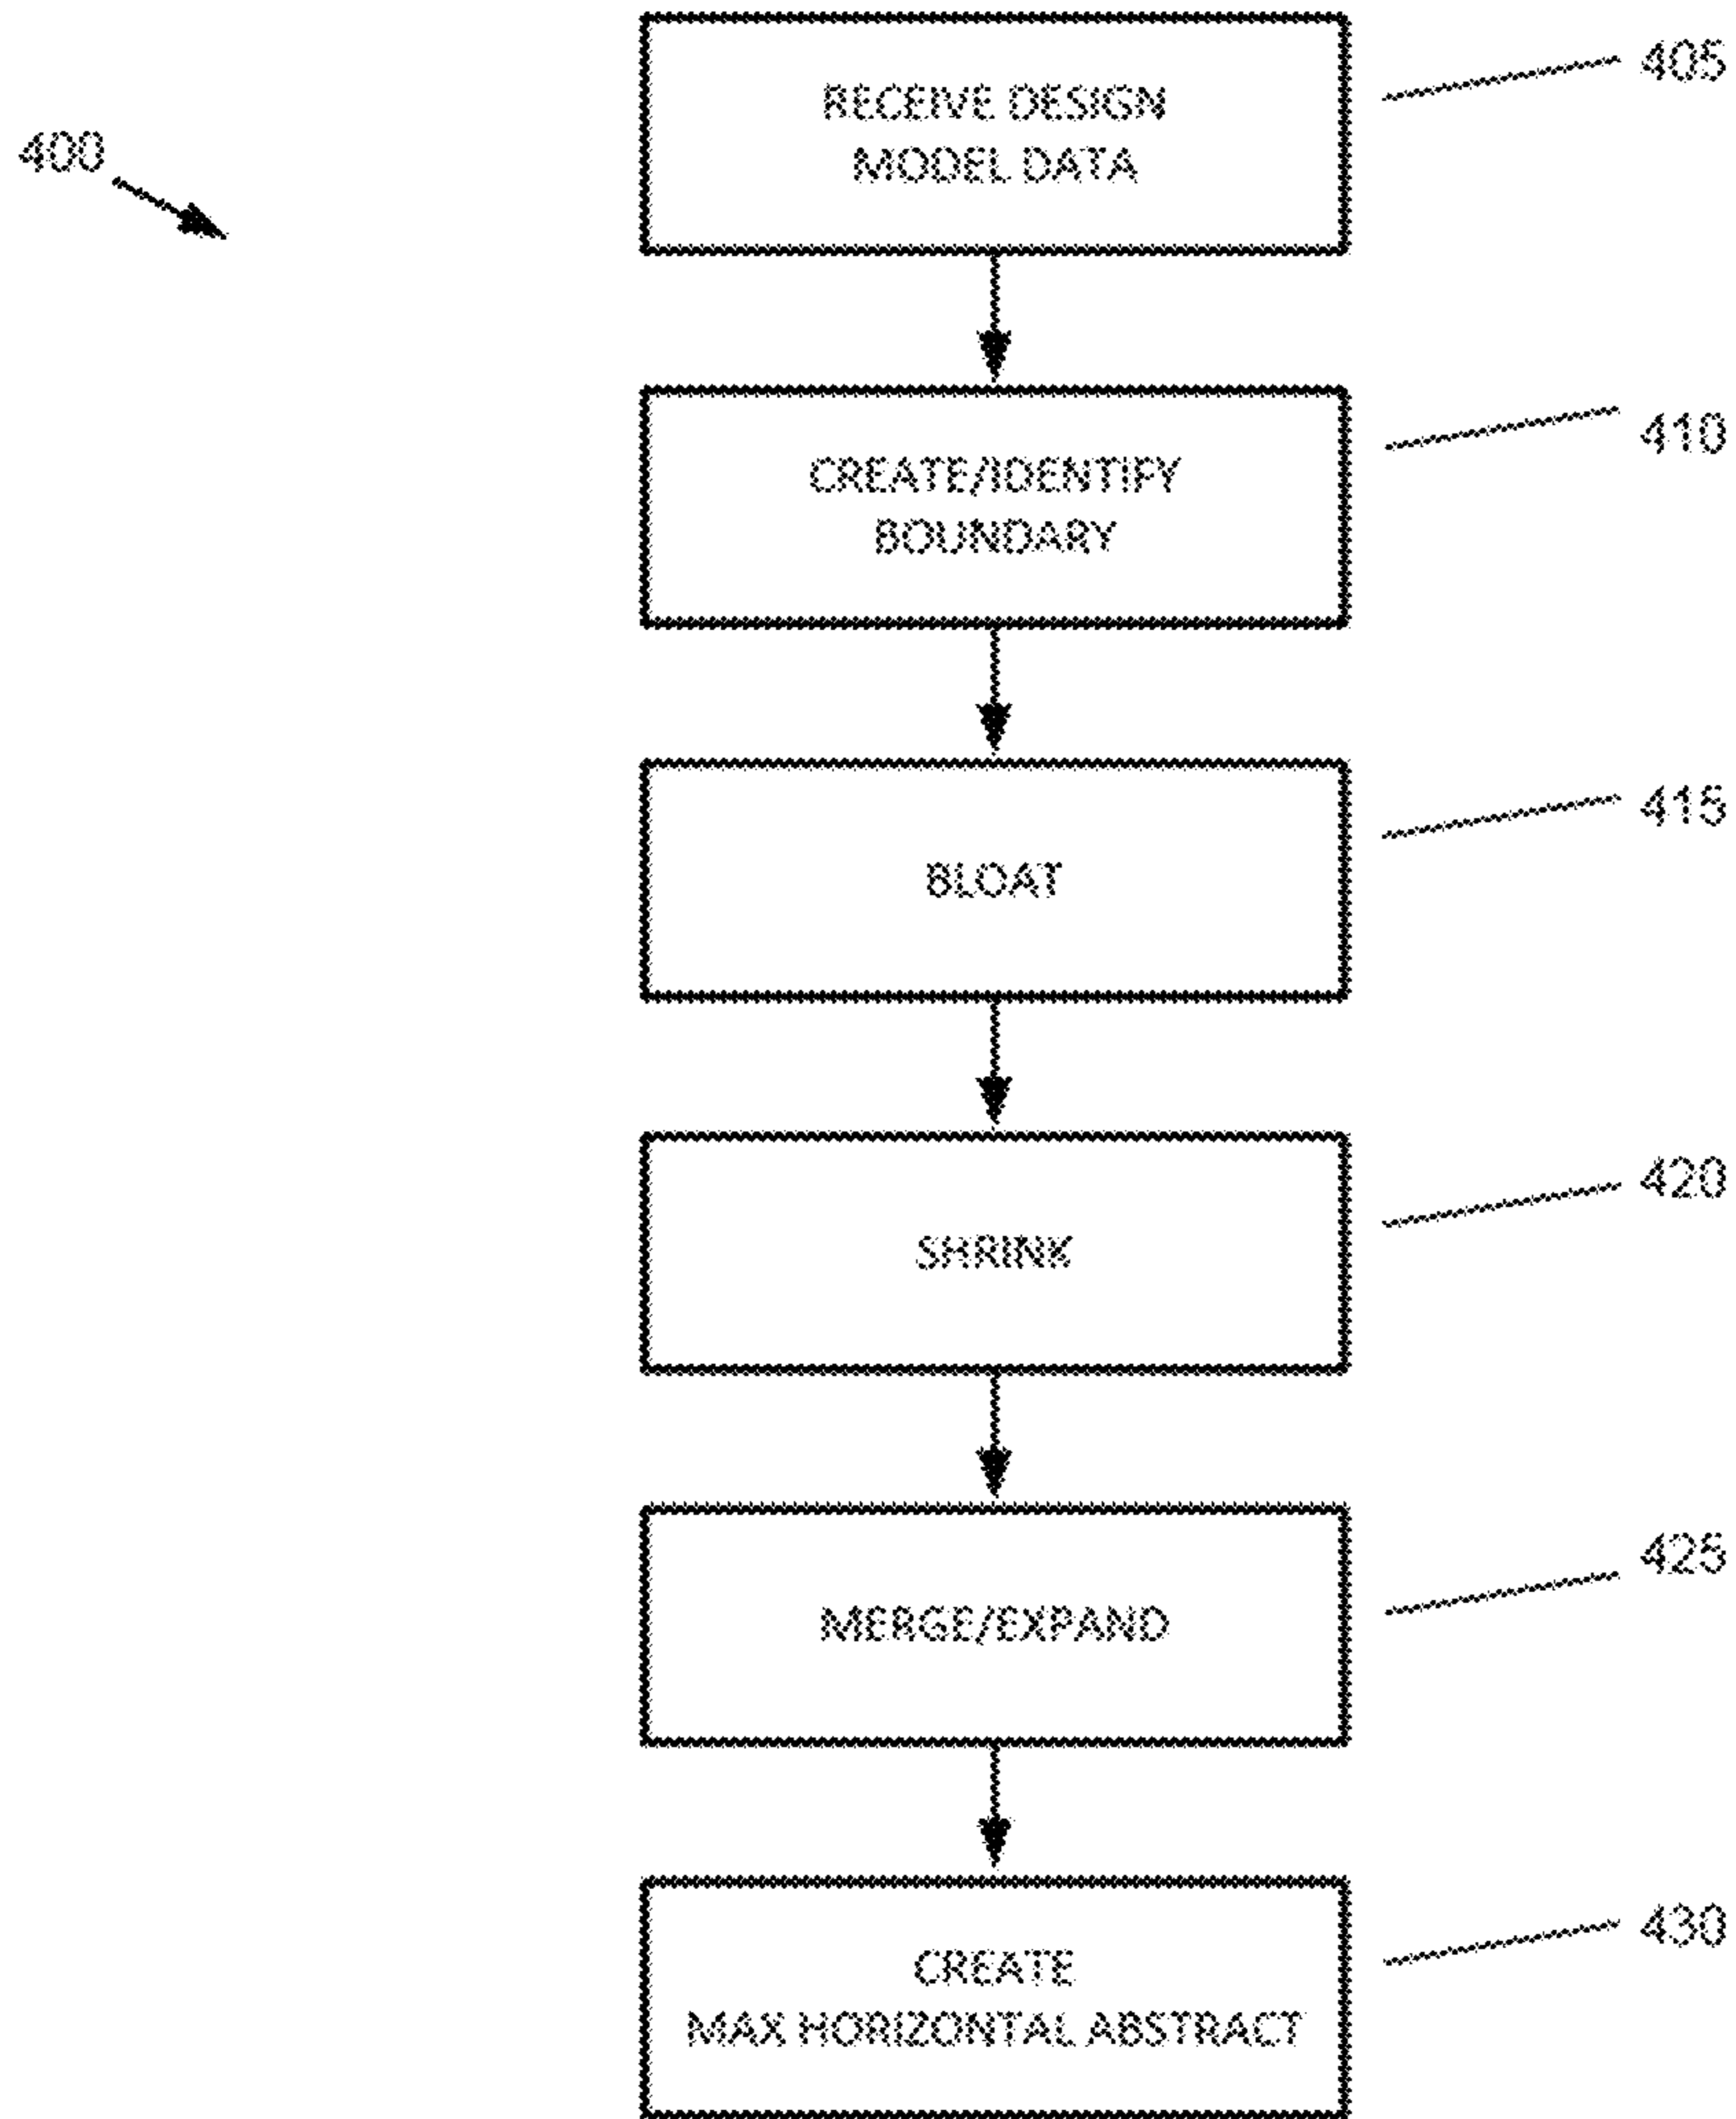 400
RECEIVE DESIGN
MODEL DATA
405
CREATE/IDENTIFY
BOUNDARY
410
BLOAT
415
SHRINK
420
MERGE/EXPAND
425
CREATE
MAX HORIZONTAL ABSTRACT
430